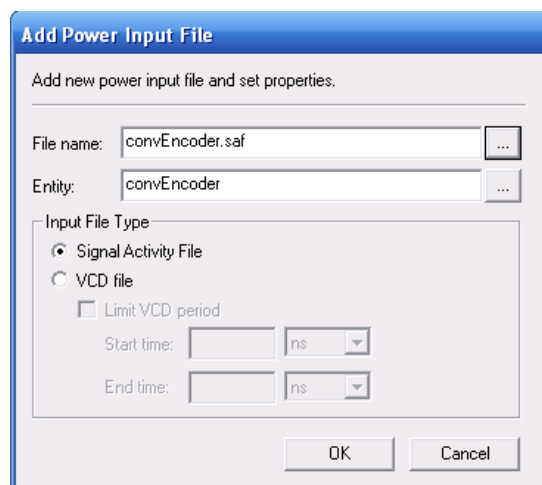 Add Power Input File
Add new power input file and set properties.
File name: convEncoder.saf ...
Entity: convEncoder ...
Input File Type
Signal Activity File
VCD file
Limit VCD period
Start time: ns
End time: ns
OK Cancel